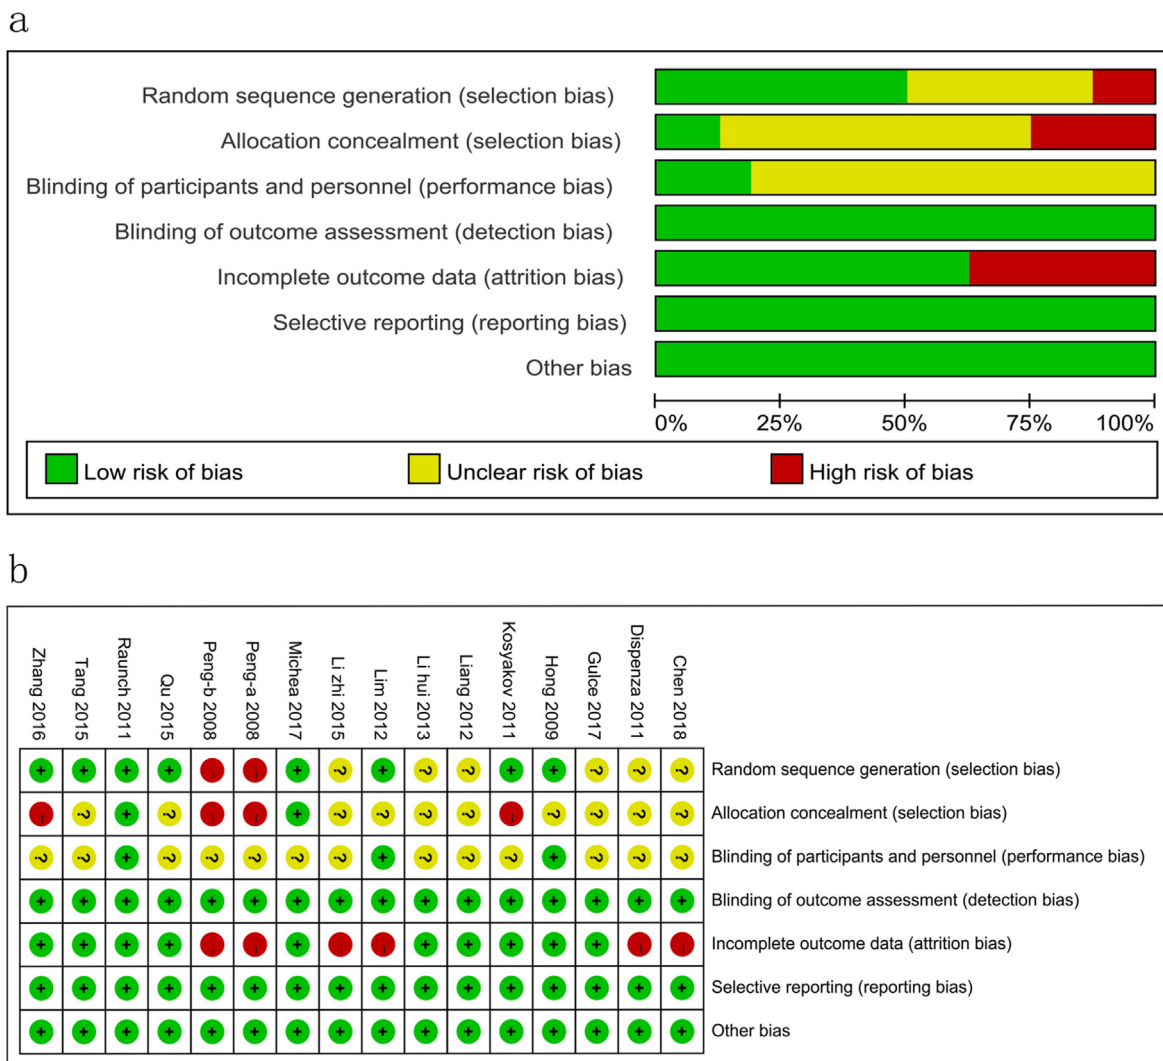 a
Random sequence generation (selection bias)
Allocation concealment (selection bias)
Blinding of participants and personnel (performance bias)
Blinding of outcome assessment (detection bias)
Incomplete outcome data (attrition bias)
Selective reporting (reporting bias)
Other bias
0% 25% 50% 75% 100%
Low risk of bias Unclear risk of bias High risk of bias
b
Zhang 2016
Tang 2015
Raunch 2011
Qu 2015
Peng-b 2008
Peng-a 2008
Michea 2017
Li zhi 2015
Lim 2012
Li hui 2013
Liang 2012
Kosyakov 2011
Hong 2009
Gulce 2017
Dispenza 2011
Chen 2018
+ + + + - - + ? + ? ? + + ? ? ? Random sequence generation (selection bias)
- ? + ? - - + ? ? ? ? - ? ? ? ? Allocation concealment (selection bias)
? ? + ? ? ? ? ? + ? ? ? + ? ? ? Blinding of participants and personnel (performance bias)
+ + + + + + + + + + + + + + + + Blinding of outcome assessment (detection bias)
+ + + + - - + - - + + + + + - - Incomplete outcome data (attrition bias)
+ + + + + + + + + + + + + + + + Selective reporting (reporting bias)
+ + + + + + + + + + + + + + + + Other bias